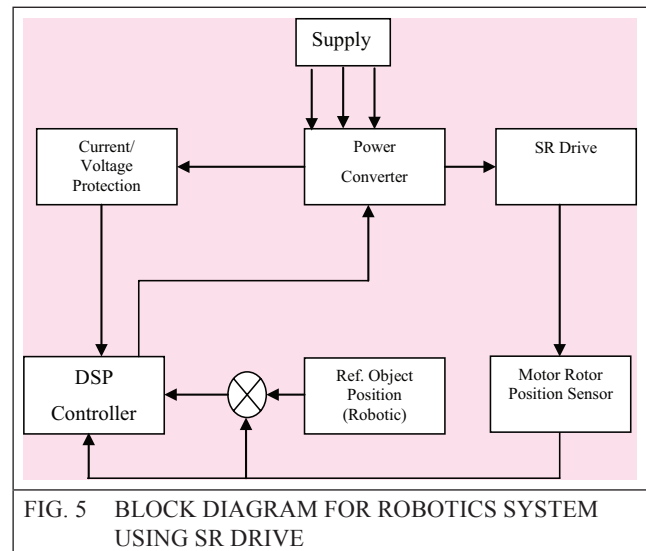 Supply
Current/
Voltage
Protection
Power
Converter
SR Drive
DSP
Controller
Ref. Object
Position
(Robotic)
Motor Rotor
Position Sensor
FIG. 5 BLOCK DIAGRAM FOR ROBOTICS SYSTEM
USING SR DRIVE